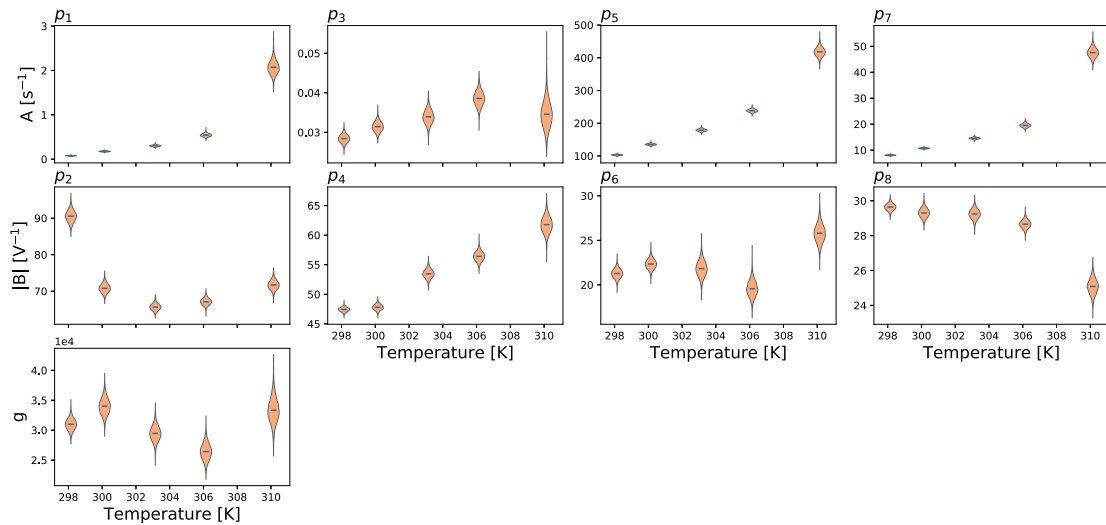 p1 p3 p5 p7
A [s⁻¹]
3
2
1
0
0.05
0.04
0.03
500
400
300
200
100
50
40
30
20
10
p2 p4 p6 p8
|B| [V⁻¹]
90
80
70
65
60
55
50
45
25
20
30
28
26
24
298 300 302 304 306 308 310
Temperature [K]
298 300 302 304 306 308 310
Temperature [K]
298 300 302 304 306 308 310
Temperature [K]
1e4
g
4.0
3.5
3.0
2.5
298 300 302 304 306 308 310
Temperature [K]